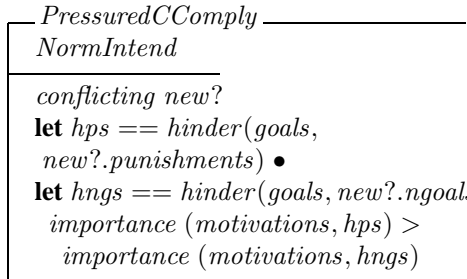 PressuredCComply
NormIntend
conflicting new?
let hps == hinder(goals,
new?.punishments) •
let hngs == hinder(goals, new?.ngoals
importance (motivations, hps) >
importance (motivations, hngs)